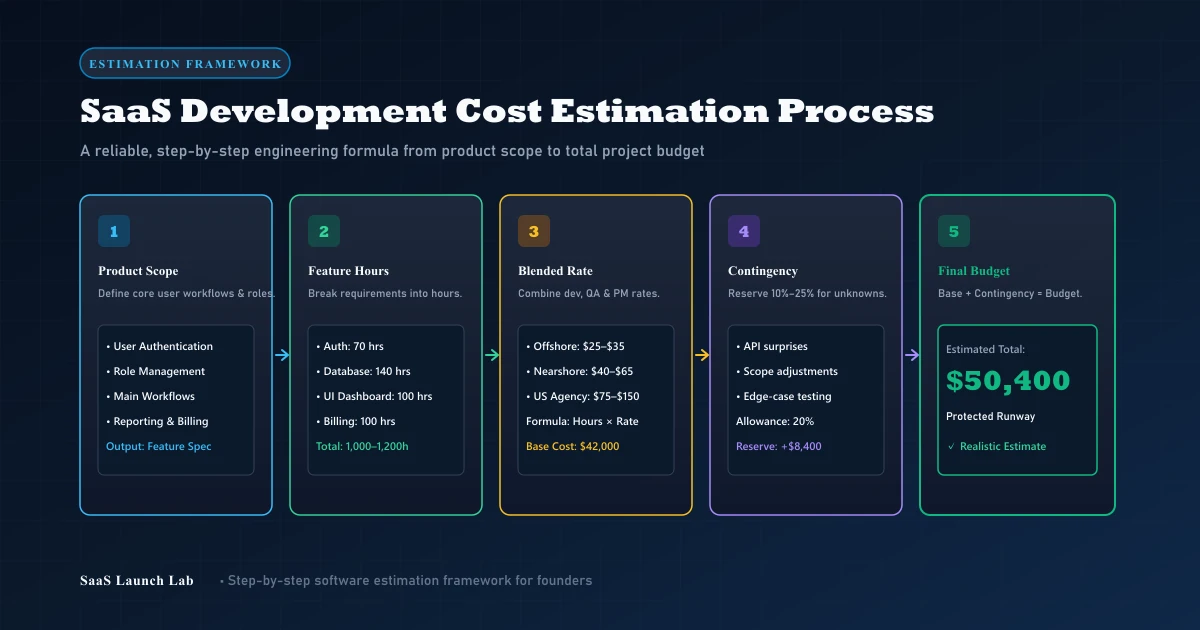 ESTIMATION FRAMEWORK
SaaS Development Cost Estimation Process
A reliable, step-by-step engineering formula from product scope to total project budget
1
Product Scope
Define core user workflows & roles.
• User Authentication
• Role Management
• Main Workflows
• Reporting & Billing
Output: Feature Spec
2
Feature Hours
Break requirements into hours.
• Auth: 70 hrs
• Database: 140 hrs
• UI Dashboard: 100 hrs
• Billing: 100 hrs
Total: 1,000–1,200h
3
Blended Rate
Combine dev, QA & PM rates.
• Offshore: $25–$35
• Nearshore: $40–$65
• US Agency: $75–$150
Formula: Hours × Rate
Base Cost: $42,000
4
Contingency
Reserve 10%–25% for unknowns.
• API surprises
• Scope adjustments
• Edge-case testing
Allowance: 20%
Reserve: +$8,400
5
Final Budget
Base + Contingency = Budget.
Estimated Total:
$50,400
Protected Runway
✓ Realistic Estimate
SaaS Launch Lab • Step-by-step software estimation framework for founders